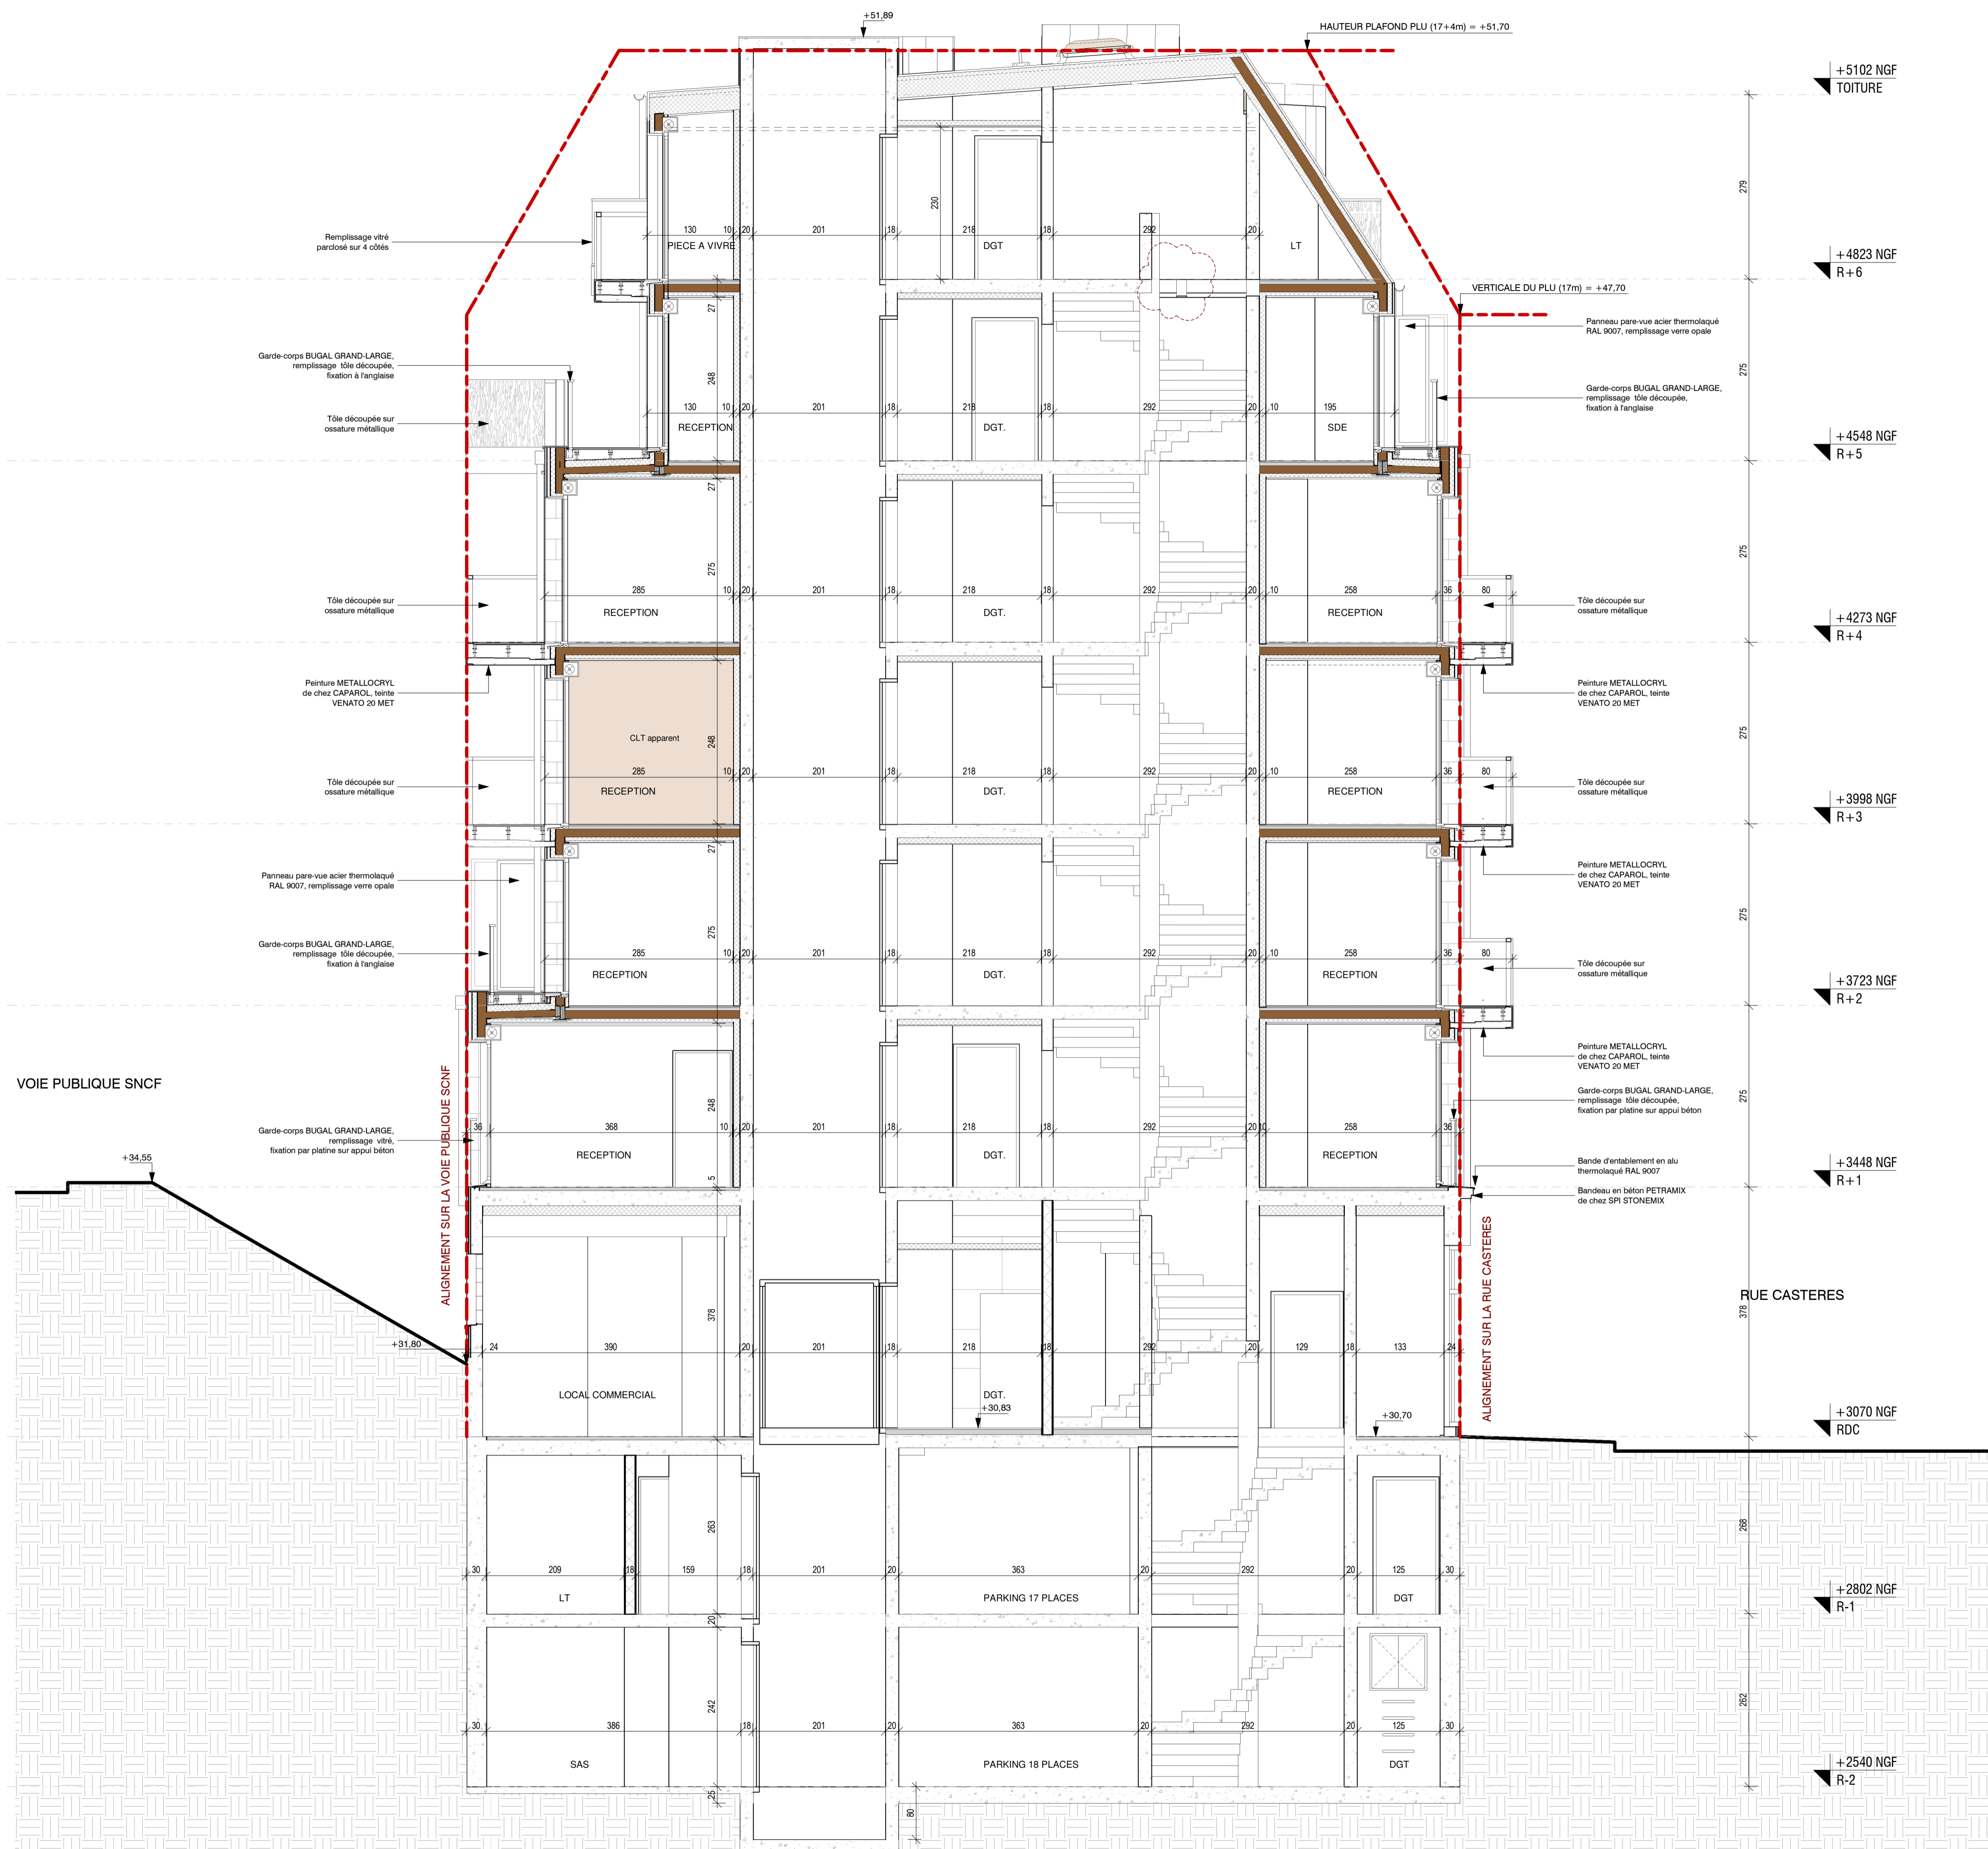 +51,89
HAUTEUR PLAFOND PLU (17+4m) = +51,70
+5102 NGF
TOITURE
279
230
Remplissage vitré
parclosé sur 4 côtés
130
10
20
201
18
218
18
292
20
PIECE A VIVRE
DGT
LT
+4823 NGF
R+6
VERTICALE DU PLU (17m) = +47,70
27
Panneau pare-vue acier thermolaqué
RAL 9007, remplissage verre opale
Garde-corps BUGAL GRAND-LARGE,
remplissage tôle découpée,
fixation à l'anglaise
248
275
Garde-corps BUGAL GRAND-LARGE,
remplissage tôle découpée,
fixation à l'anglaise
130
10
20
201
18
218
18
292
20
10
195
Tôle découpée sur
ossature métallique
RECEPTION
DGT.
SDE
+4548 NGF
R+5
27
275
275
285
10
20
201
18
218
18
292
20
10
258
36
80
Tôle découpée sur
ossature métallique
RECEPTION
DGT.
RECEPTION
Tôle découpée sur
ossature métallique
+4273 NGF
R+4
Peinture METALLOCRYL
de chez CAPAROL, teinte
VENATO 20 MET
Peinture METALLOCRYL
de chez CAPAROL, teinte
VENATO 20 MET
CLT apparent
248
275
285
10
20
201
18
218
18
292
20
10
258
36
80
Tôle découpée sur
ossature métallique
RECEPTION
DGT.
RECEPTION
Tôle découpée sur
ossature métallique
+3998 NGF
R+3
27
Panneau pare-vue acier thermolaqué
RAL 9007, remplissage verre opale
Peinture METALLOCRYL
de chez CAPAROL, teinte
VENATO 20 MET
275
275
Garde-corps BUGAL GRAND-LARGE,
remplissage tôle découpée,
fixation à l'anglaise
285
10
20
201
18
218
18
292
20
10
258
36
80
RECEPTION
DGT.
RECEPTION
Tôle découpée sur
ossature métallique
+3723 NGF
R+2
Peinture METALLOCRYL
de chez CAPAROL, teinte
VENATO 20 MET
VOIE PUBLIQUE SNCF
ALIGNEMENT SUR LA VOIE PUBLIQUE SCNF
248
275
Garde-corps BUGAL GRAND-LARGE,
remplissage tôle découpée,
fixation par platine sur appui béton
Garde-corps BUGAL GRAND-LARGE,
remplissage vitré,
fixation par platine sur appui béton
36
368
10
20
201
18
218
18
292
20
10
258
36
RECEPTION
DGT.
RECEPTION
+34,55
5
Bande d'entablement en alu
thermolaqué RAL 9007
Bandeau en béton PETRAMIX
de chez SPI STONEMIX
+3448 NGF
R+1
ALIGNEMENT SUR LA RUE CASTERES
RUE CASTERES
378
378
+31,80
24
390
20
201
18
218
18
292
20
129
18
133
24
LOCAL COMMERCIAL
DGT.
+30,83
+30,70
+3070 NGF
RDC
263
268
30
209
18
159
18
201
20
363
20
292
20
125
30
LT
PARKING 17 PLACES
DGT
+2802 NGF
R-1
20
242
262
30
386
18
201
20
363
20
292
20
125
30
SAS
PARKING 18 PLACES
DGT
+2540 NGF
R-2
25
80